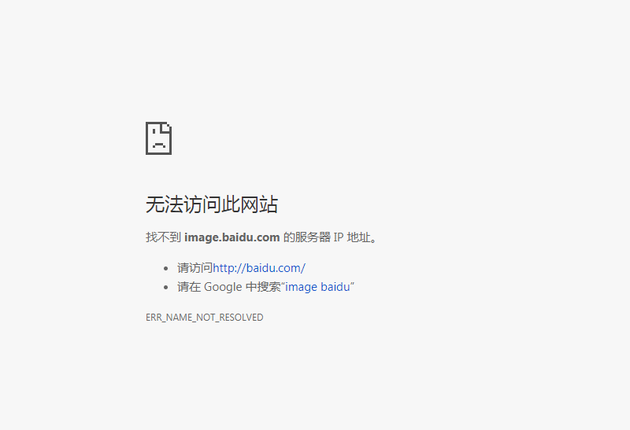 无法访问此网站
找不到 image.baidu.com 的服务器 IP 地址。
请访问http://baidu.com/
请在 Google 中搜索“image baidu”
ERR_NAME_NOT_RESOLVED